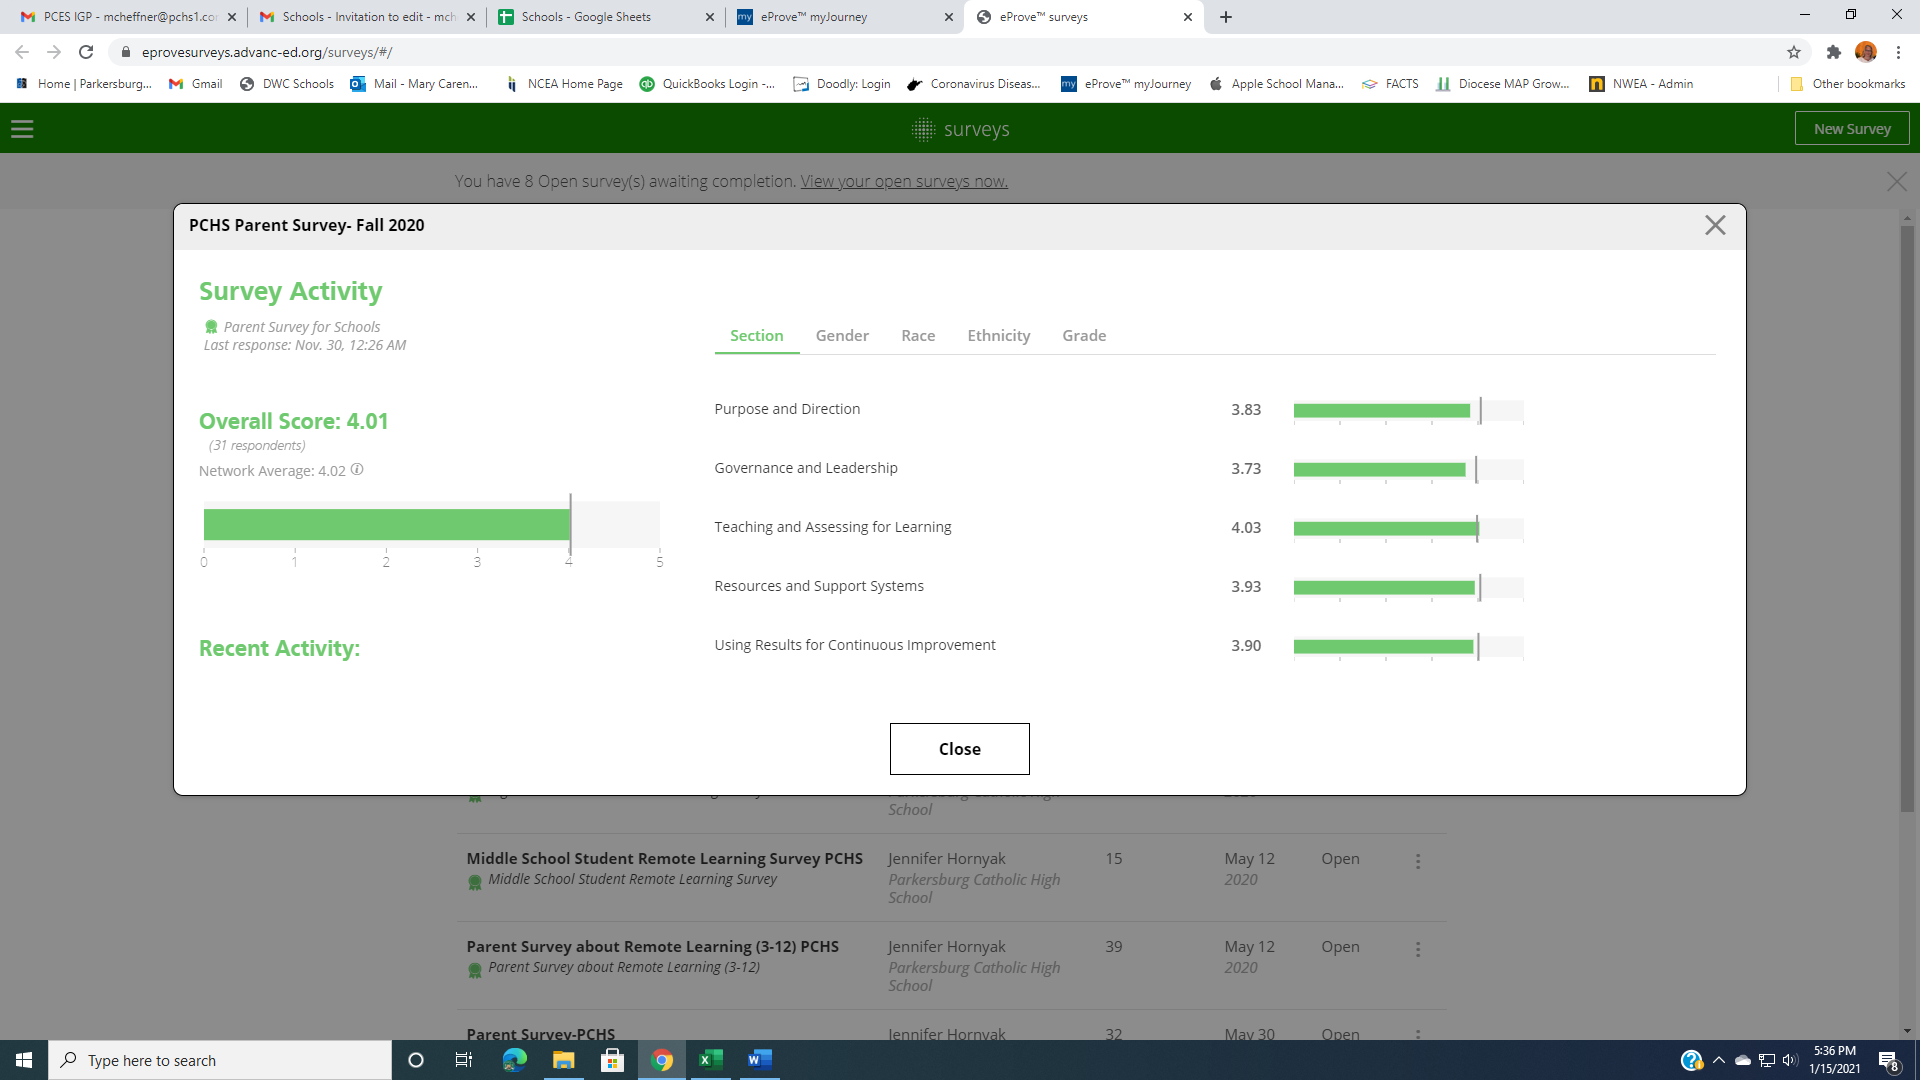 PCES IGP - mcheffner@pchs1.cor
Schools - Invitation to edit - mch
Schools - Google Sheets
my eProve™ myJourney
eProve™ surveys
eprovesurveys.advanc-ed.org/surveys/#/
Home | Parkersburg...
Gmail
DWC Schools
Mail - Mary Caren...
NCEA Home Page
QuickBooks Login -...
Doodly: Login
Coronavirus Diseas...
my eProve™ myJourney
Apple School Mana...
FACTS
Diocese MAP Grow...
NWEA - Admin
Other bookmarks
surveys
New Survey
You have 8 Open survey(s) awaiting completion. View your open surveys now.
PCHS Parent Survey- Fall 2020
Survey Activity
Parent Survey for Schools
Last response: Nov. 30, 12:26 AM
Overall Score: 4.01
(31 respondents)
Network Average: 4.02
0 1 2 3 4 5
Recent Activity:
Section Gender Race Ethnicity Grade
Purpose and Direction 3.83
Governance and Leadership 3.73
Teaching and Assessing for Learning 4.03
Resources and Support Systems 3.93
Using Results for Continuous Improvement 3.90
Close
School
Middle School Student Remote Learning Survey PCHS Jennifer Hornyak 15 May 12 Open
Middle School Student Remote Learning Survey Parkersburg Catholic High 2020
School
Parent Survey about Remote Learning (3-12) PCHS Jennifer Hornyak 39 May 12 Open
Parent Survey about Remote Learning (3-12) Parkersburg Catholic High 2020
School
Parent Survey-PCHS Jennifer Hornyak 32 May 30 Open
Type here to search
5:36 PM
1/15/2021
8